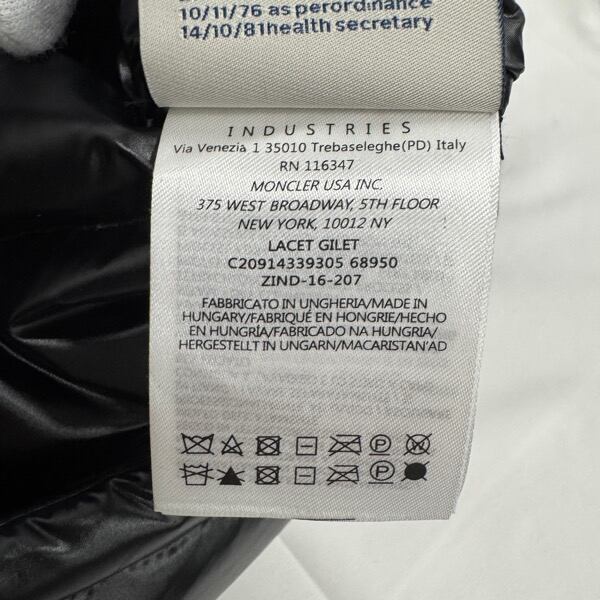 10/11/76 as perordinance
14/10/81health secretary
INDUSTRIES
Via Venezia 1 35010 Trebaseleghe(PD) Italy
RN 116347
MONCLER USA INC.
375 WEST BROADWAY, 5TH FLOOR
NEW YORK, 10012 NY
LACET GILET
C20914339305 68950
ZIND-16-207
FABBRICATO IN UNGHERIA/MADE IN
HUNGARY/FABRIQUÉ EN HONGRIE/HECHO
EN HUNGRÍA/FABRICADO NA HUNGRIA/
HERGESTELLT IN UNGARN/MACARISTAN'AD